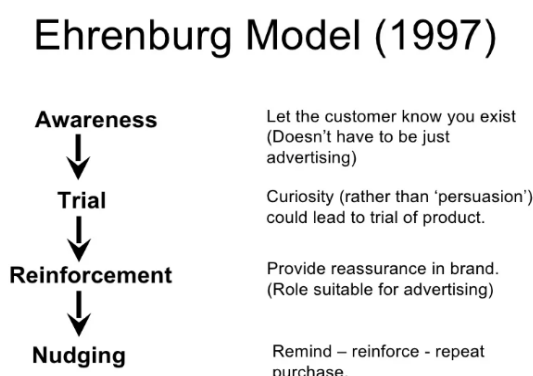 Ehrenburg Model (1997)
Awareness
Let the customer know you exist
(Doesn't have to be just
advertising)
Trial
Curiosity (rather than ‘persuasion’)
could lead to trial of product.
Reinforcement
Provide reassurance in brand.
(Role suitable for advertising)
Nudging
Remind – reinforce - repeat
purchase.